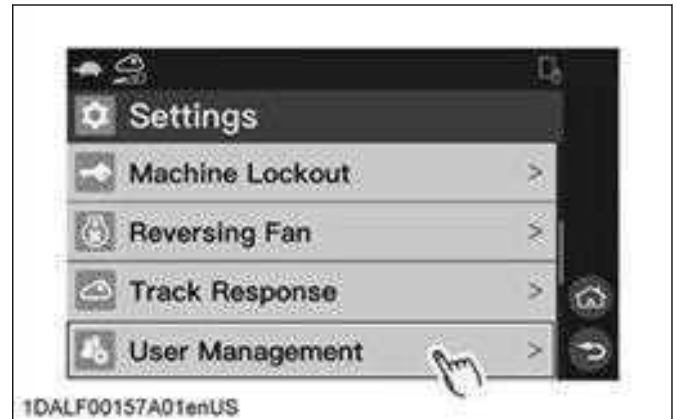 Settings
Machine Lockout >
Reversing Fan >
Track Response >
User Management >
1DALF00157A01enUS